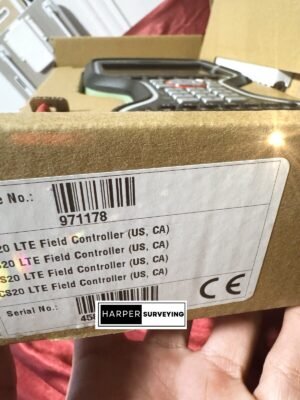 e No.:
971178
20 LTE Field Controller (US, CA)
S20 LTE Field Controller (US, CA)
S20 LTE Field Controller (US, CA)
CS20 LTE Field Controller (US, CA)
CE
Serial No.:
HARPER SURVEYING